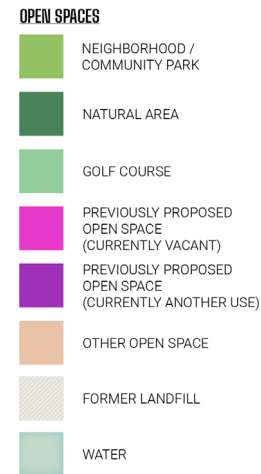 OPEN SPACES
NEIGHBORHOOD /
COMMUNITY PARK
NATURAL AREA
GOLF COURSE
PREVIOUSLY PROPOSED
OPEN SPACE
(CURRENTLY VACANT)
PREVIOUSLY PROPOSED
OPEN SPACE
(CURRENTLY ANOTHER USE)
OTHER OPEN SPACE
FORMER LANDFILL
WATER